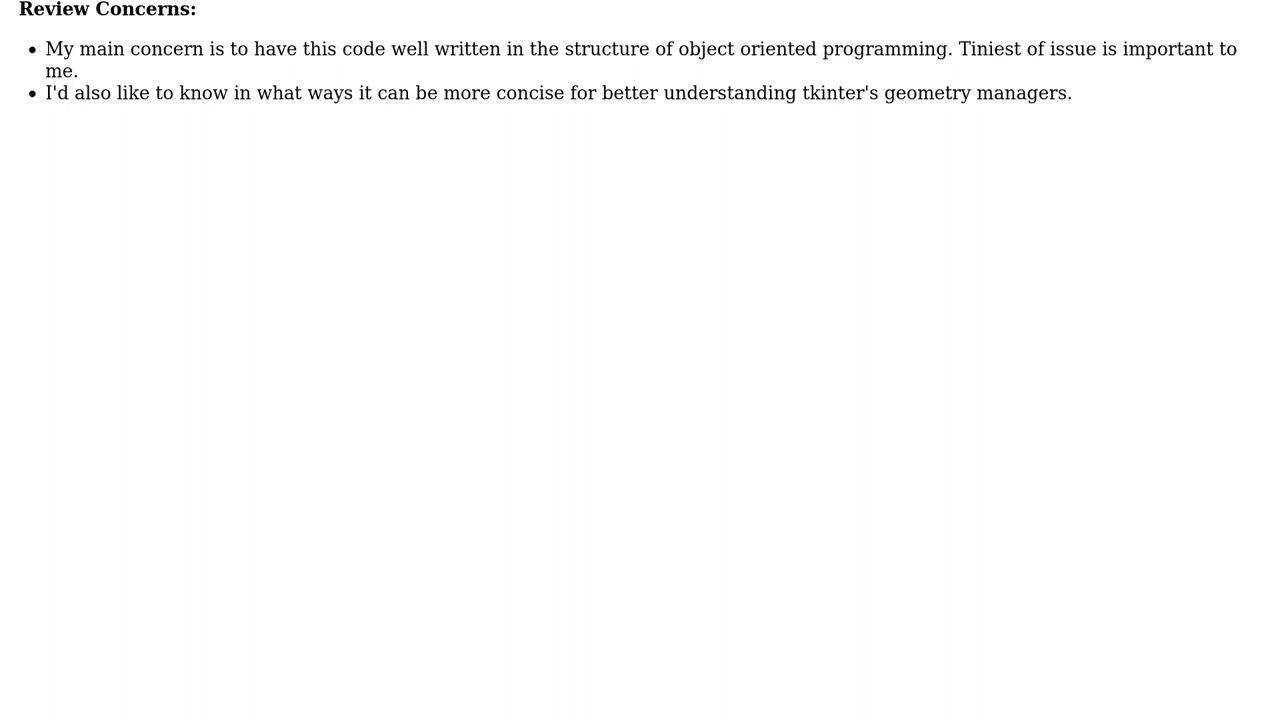 Review Concerns:
• My main concern is to have this code well written in the structure of object oriented programming. Tiniest of issue is important to
me.
• I'd also like to know in what ways it can be more concise for better understanding tkinter's geometry managers.